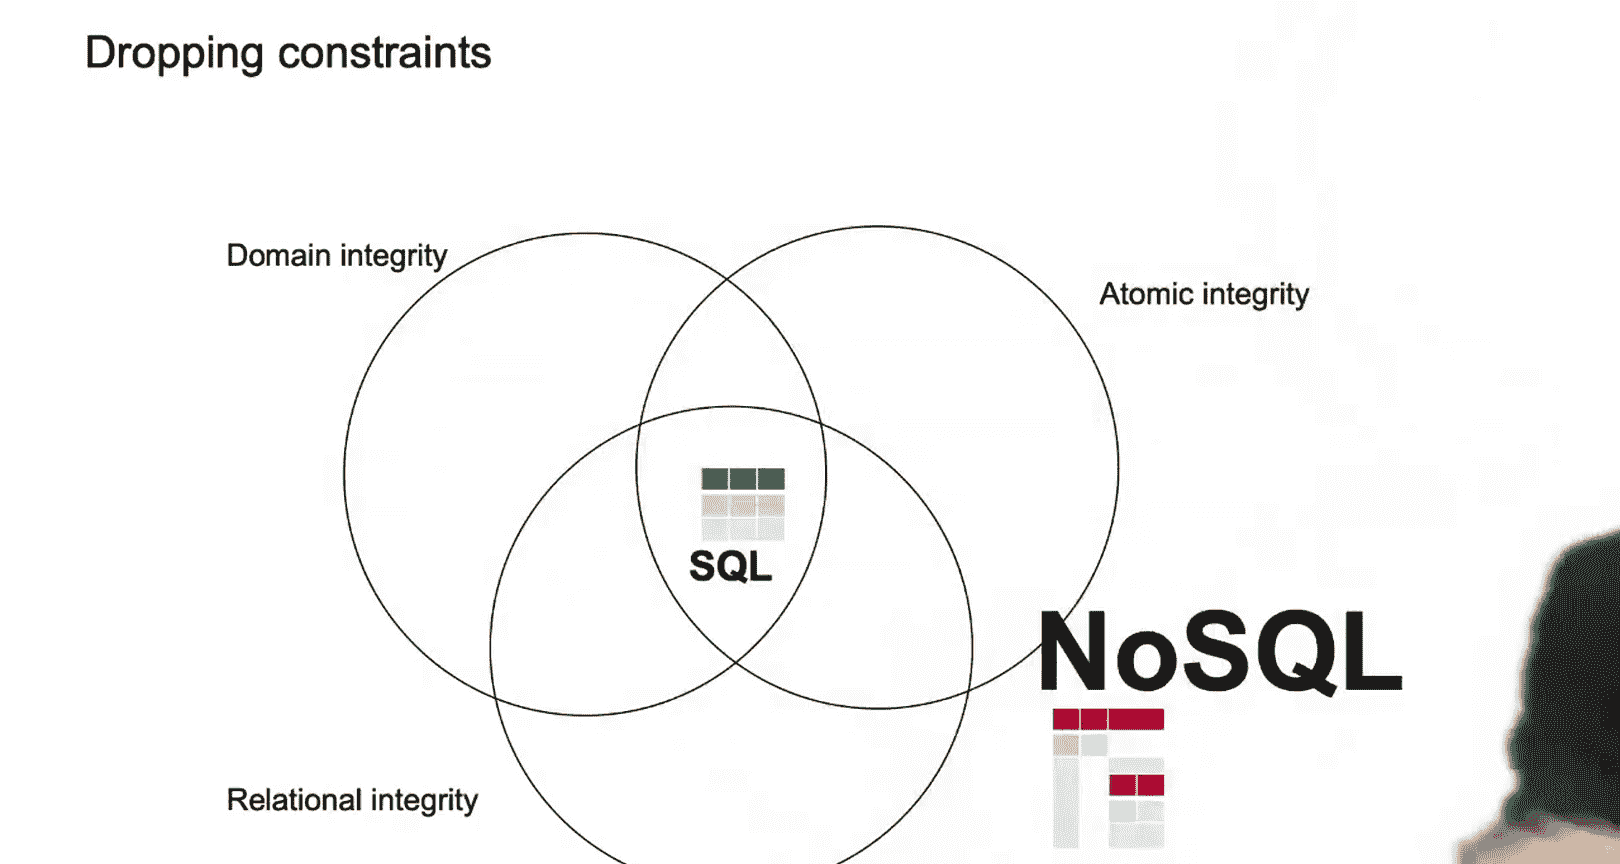 Dropping constraints
Domain integrity
Atomic integrity
SQL
NoSQL
Relational integrity